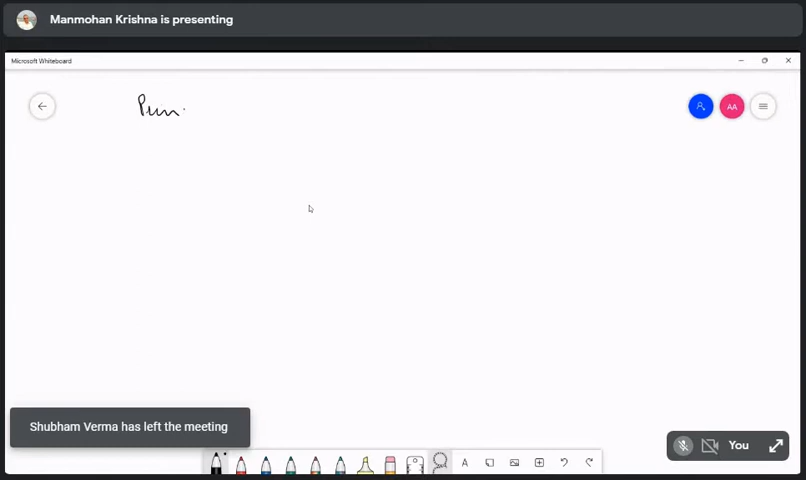 Manmohan Krishna is presenting
Microsoft Whiteboard
AA
Shubham Verma has left the meeting
You
A